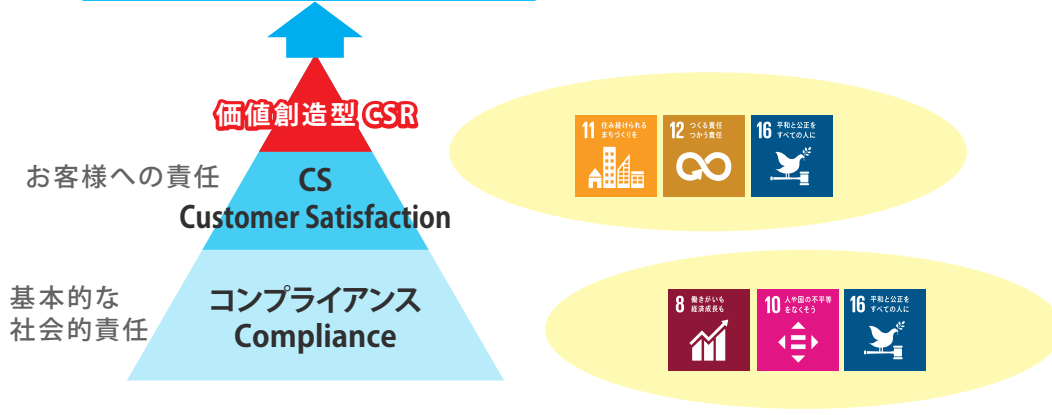 価値創造型 CSR
お客様への責任
CS
Customer Satisfaction
11 住み続けられる
まちづくりを
12 つくる責任
つかう責任
16 平和と公正を
すべての人に
基本的な
社会的責任
コンプライアンス
Compliance
8 働きがいも
経済成長も
10 人や国の不平等
をなくそう
16 平和と公正を
すべての人に